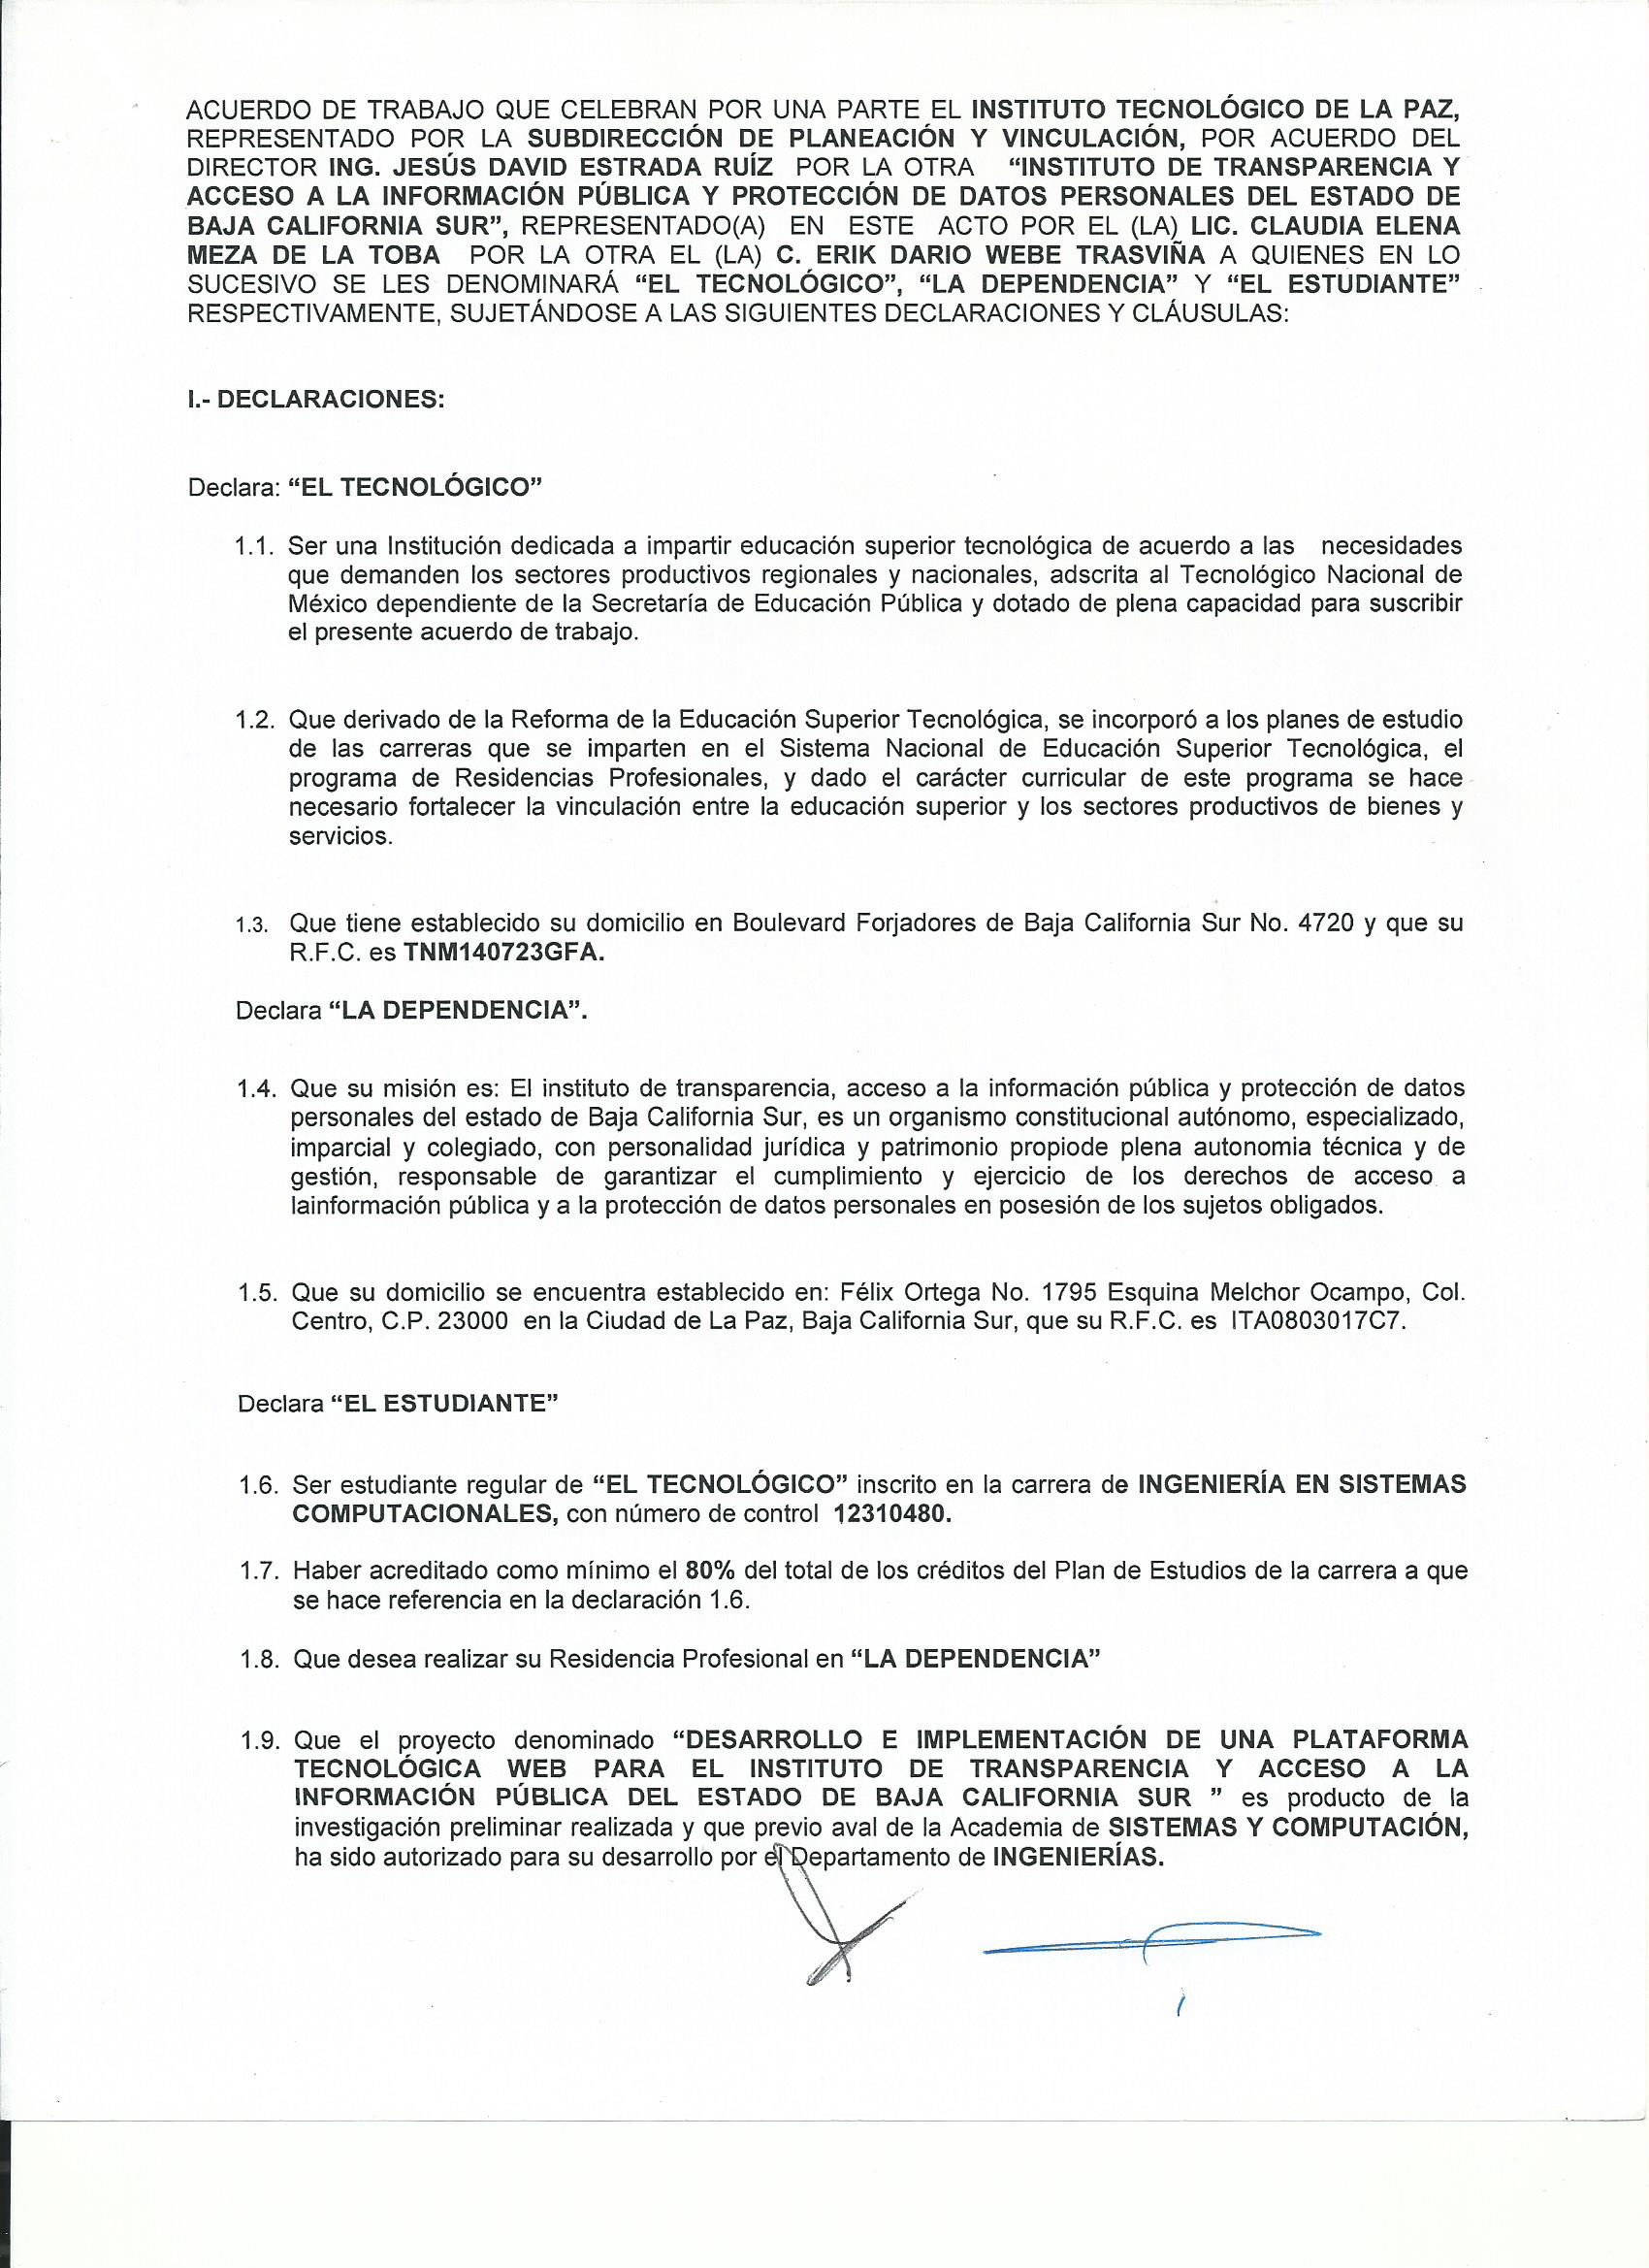 ACUERDO DE TRABAJO QUE CELEBRAN POR UNA PARTE EL INSTITUTO TECNOLÓGICO DE LA PAZ,
REPRESENTADO POR LA SUBDIRECCIÓN DE PLANEACIÓN Y VINCULACIÓN, POR ACUERDO DEL
DIRECTOR ING. JESÚS DAVID ESTRADA RUÍZ POR LA OTRA “INSTITUTO DE TRANSPARENCIA Y
ACCESO A LA INFORMACIÓN PÚBLICA Y PROTECCIÓN DE DATOS PERSONALES DEL ESTADO DE
BAJA CALIFORNIA SUR”, REPRESENTADO(A) EN ESTE ACTO POR EL (LA) LIC. CLAUDIA ELENA
MEZA DE LA TOBA POR LA OTRA EL (LA) C. ERIK DARIO WEBE TRASVIÑA A QUIENES EN LO
SUCESIVO SE LES DENOMINARÁ “EL TECNOLÓGICO”, “LA DEPENDENCIA” Y “EL ESTUDIANTE”
RESPECTIVAMENTE, SUJETÁNDOSE A LAS SIGUIENTES DECLARACIONES Y CLÁUSULAS:
I.- DECLARACIONES:
Declara: “EL TECNOLÓGICO”
1.1. Ser una Institución dedicada a impartir educación superior tecnológica de acuerdo a las necesidades
que demanden los sectores productivos regionales y nacionales, adscrita al Tecnológico Nacional de
México dependiente de la Secretaría de Educación Pública y dotado de plena capacidad para suscribir
el presente acuerdo de trabajo.
1.2. Que derivado de la Reforma de la Educación Superior Tecnológica, se incorporó a los planes de estudio
de las carreras que se imparten en el Sistema Nacional de Educación Superior Tecnológica, el
programa de Residencias Profesionales, y dado el carácter curricular de este programa se hace
necesario fortalecer la vinculación entre la educación superior y los sectores productivos de bienes y
servicios.
1.3. Que tiene establecido su domicilio en Boulevard Forjadores de Baja California Sur No. 4720 y que su
R.F.C. es TNM140723GFA.
Declara “LA DEPENDENCIA”.
1.4. Que su misión es: El instituto de transparencia, acceso a la información pública y protección de datos
personales del estado de Baja California Sur, es un organismo constitucional autónomo, especializado,
imparcial y colegiado, con personalidad jurídica y patrimonio propiode plena autonomia técnica y de
gestión, responsable de garantizar el cumplimiento y ejercicio de los derechos de acceso a
lainformación pública y a la protección de datos personales en posesión de los sujetos obligados.
1.5. Que su domicilio se encuentra establecido en: Félix Ortega No. 1795 Esquina Melchor Ocampo, Col.
Centro, C.P. 23000 en la Ciudad de La Paz, Baja California Sur, que su R.F.C. es ITA0803017C7.
Declara “EL ESTUDIANTE”
1.6. Ser estudiante regular de “EL TECNOLÓGICO” inscrito en la carrera de INGENIERÍA EN SISTEMAS
COMPUTACIONALES, con número de control 12310480.
1.7. Haber acreditado como mínimo el 80% del total de los créditos del Plan de Estudios de la carrera a que
se hace referencia en la declaración 1.6.
1.8. Que desea realizar su Residencia Profesional en “LA DEPENDENCIA”
1.9. Que el proyecto denominado “DESARROLLO E IMPLEMENTACIÓN DE UNA PLATAFORMA
TECNOLÓGICA WEB PARA EL INSTITUTO DE TRANSPARENCIA Y ACCESO A LA
INFORMACIÓN PÚBLICA DEL ESTADO DE BAJA CALIFORNIA SUR ” es producto de la
investigación preliminar realizada y que previo aval de la Academia de SISTEMAS Y COMPUTACIÓN,
ha sido autorizado para su desarrollo por el Departamento de INGENIERÍAS.